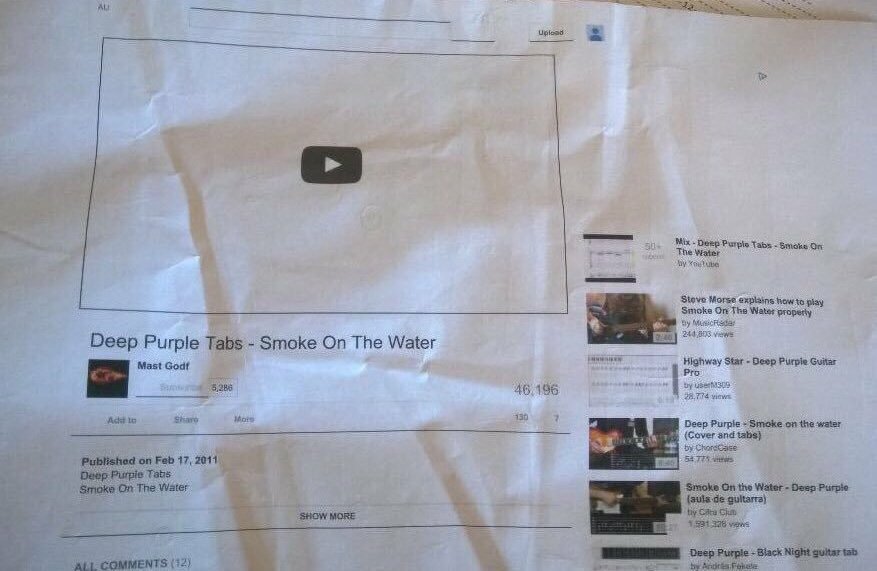 AU
Upload
Deep Purple Tabs - Smoke On The Water
Mast Godf
Subscribe 5,286
46,196
Add to Share More
130 7
Published on Feb 17, 2011
Deep Purple Tabs
Smoke On The Water
SHOW MORE
ALL COMMENTS (12)
50+
Mix - Deep Purple Tabs - Smoke On
The Water
by YouTube
Steve Morse explains how to play
Smoke On The Water properly
by MusicRadar
244,803 views
Highway Star - Deep Purple Guitar
Pro
by userM309
28,774 views
Deep Purple - Smoke on the water
(Cover and tabs)
by ChordCase
54,771 views
Smoke On the Water - Deep Purple
(aula de guitarra)
by Cifra Club
1,591,326 views
Deep Purple - Black Night guitar tab
by András Fekete